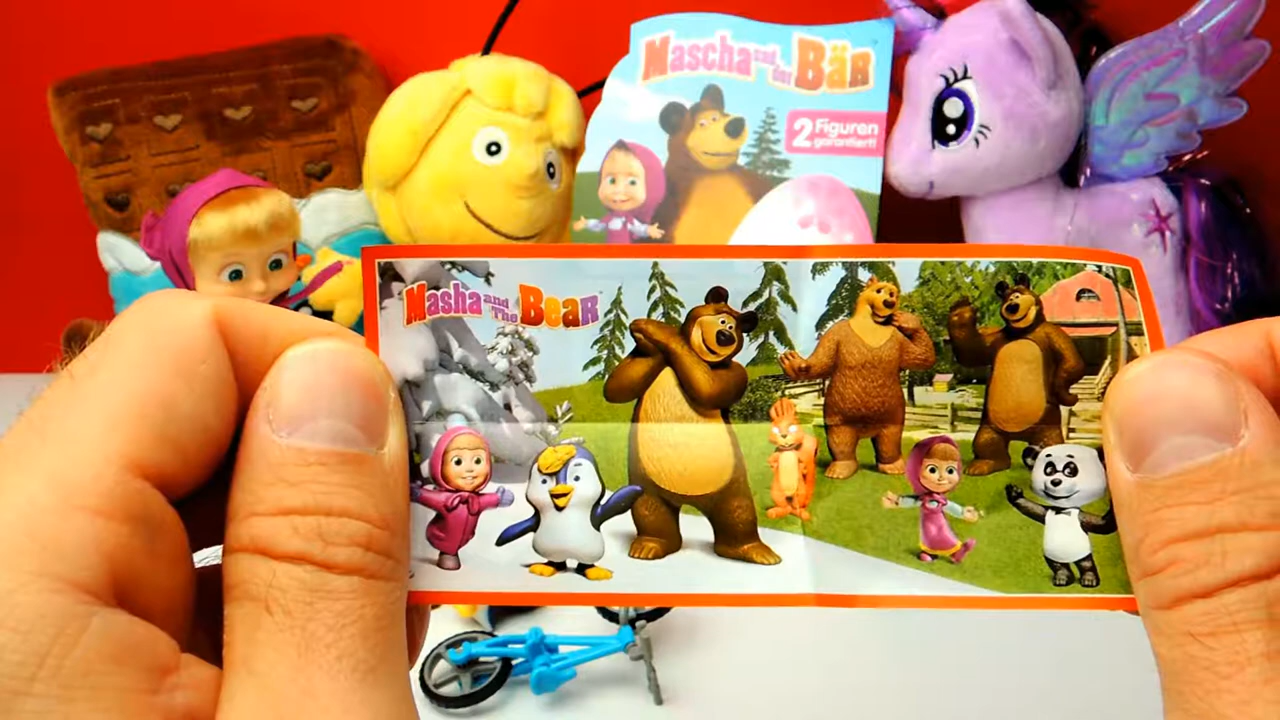 Mascha und der Bär
2 Figuren
garantiert!
Masha and The Bear